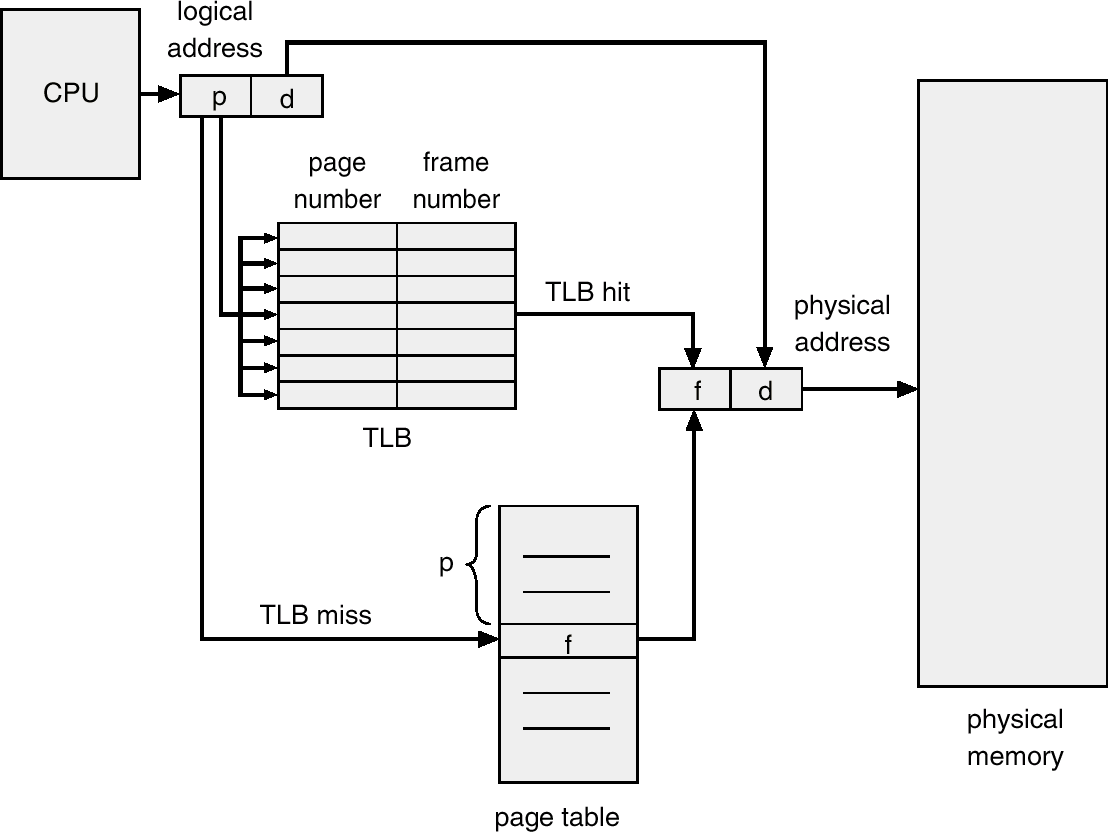 logical
address
CPU
p
d
page
number
frame
number
TLB hit
physical
address
f
d
TLB
p
TLB miss
f
physical
memory
page table